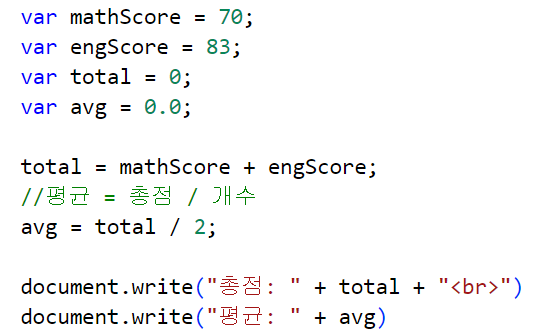 var mathScore = 70;
var engScore = 83;
var total = 0;
var avg = 0.0;
total = mathScore + engScore;
//평균 = 총점 / 개수
avg = total / 2;
document.write("총점: " + total + "<br>")
document.write("평균: " + avg)